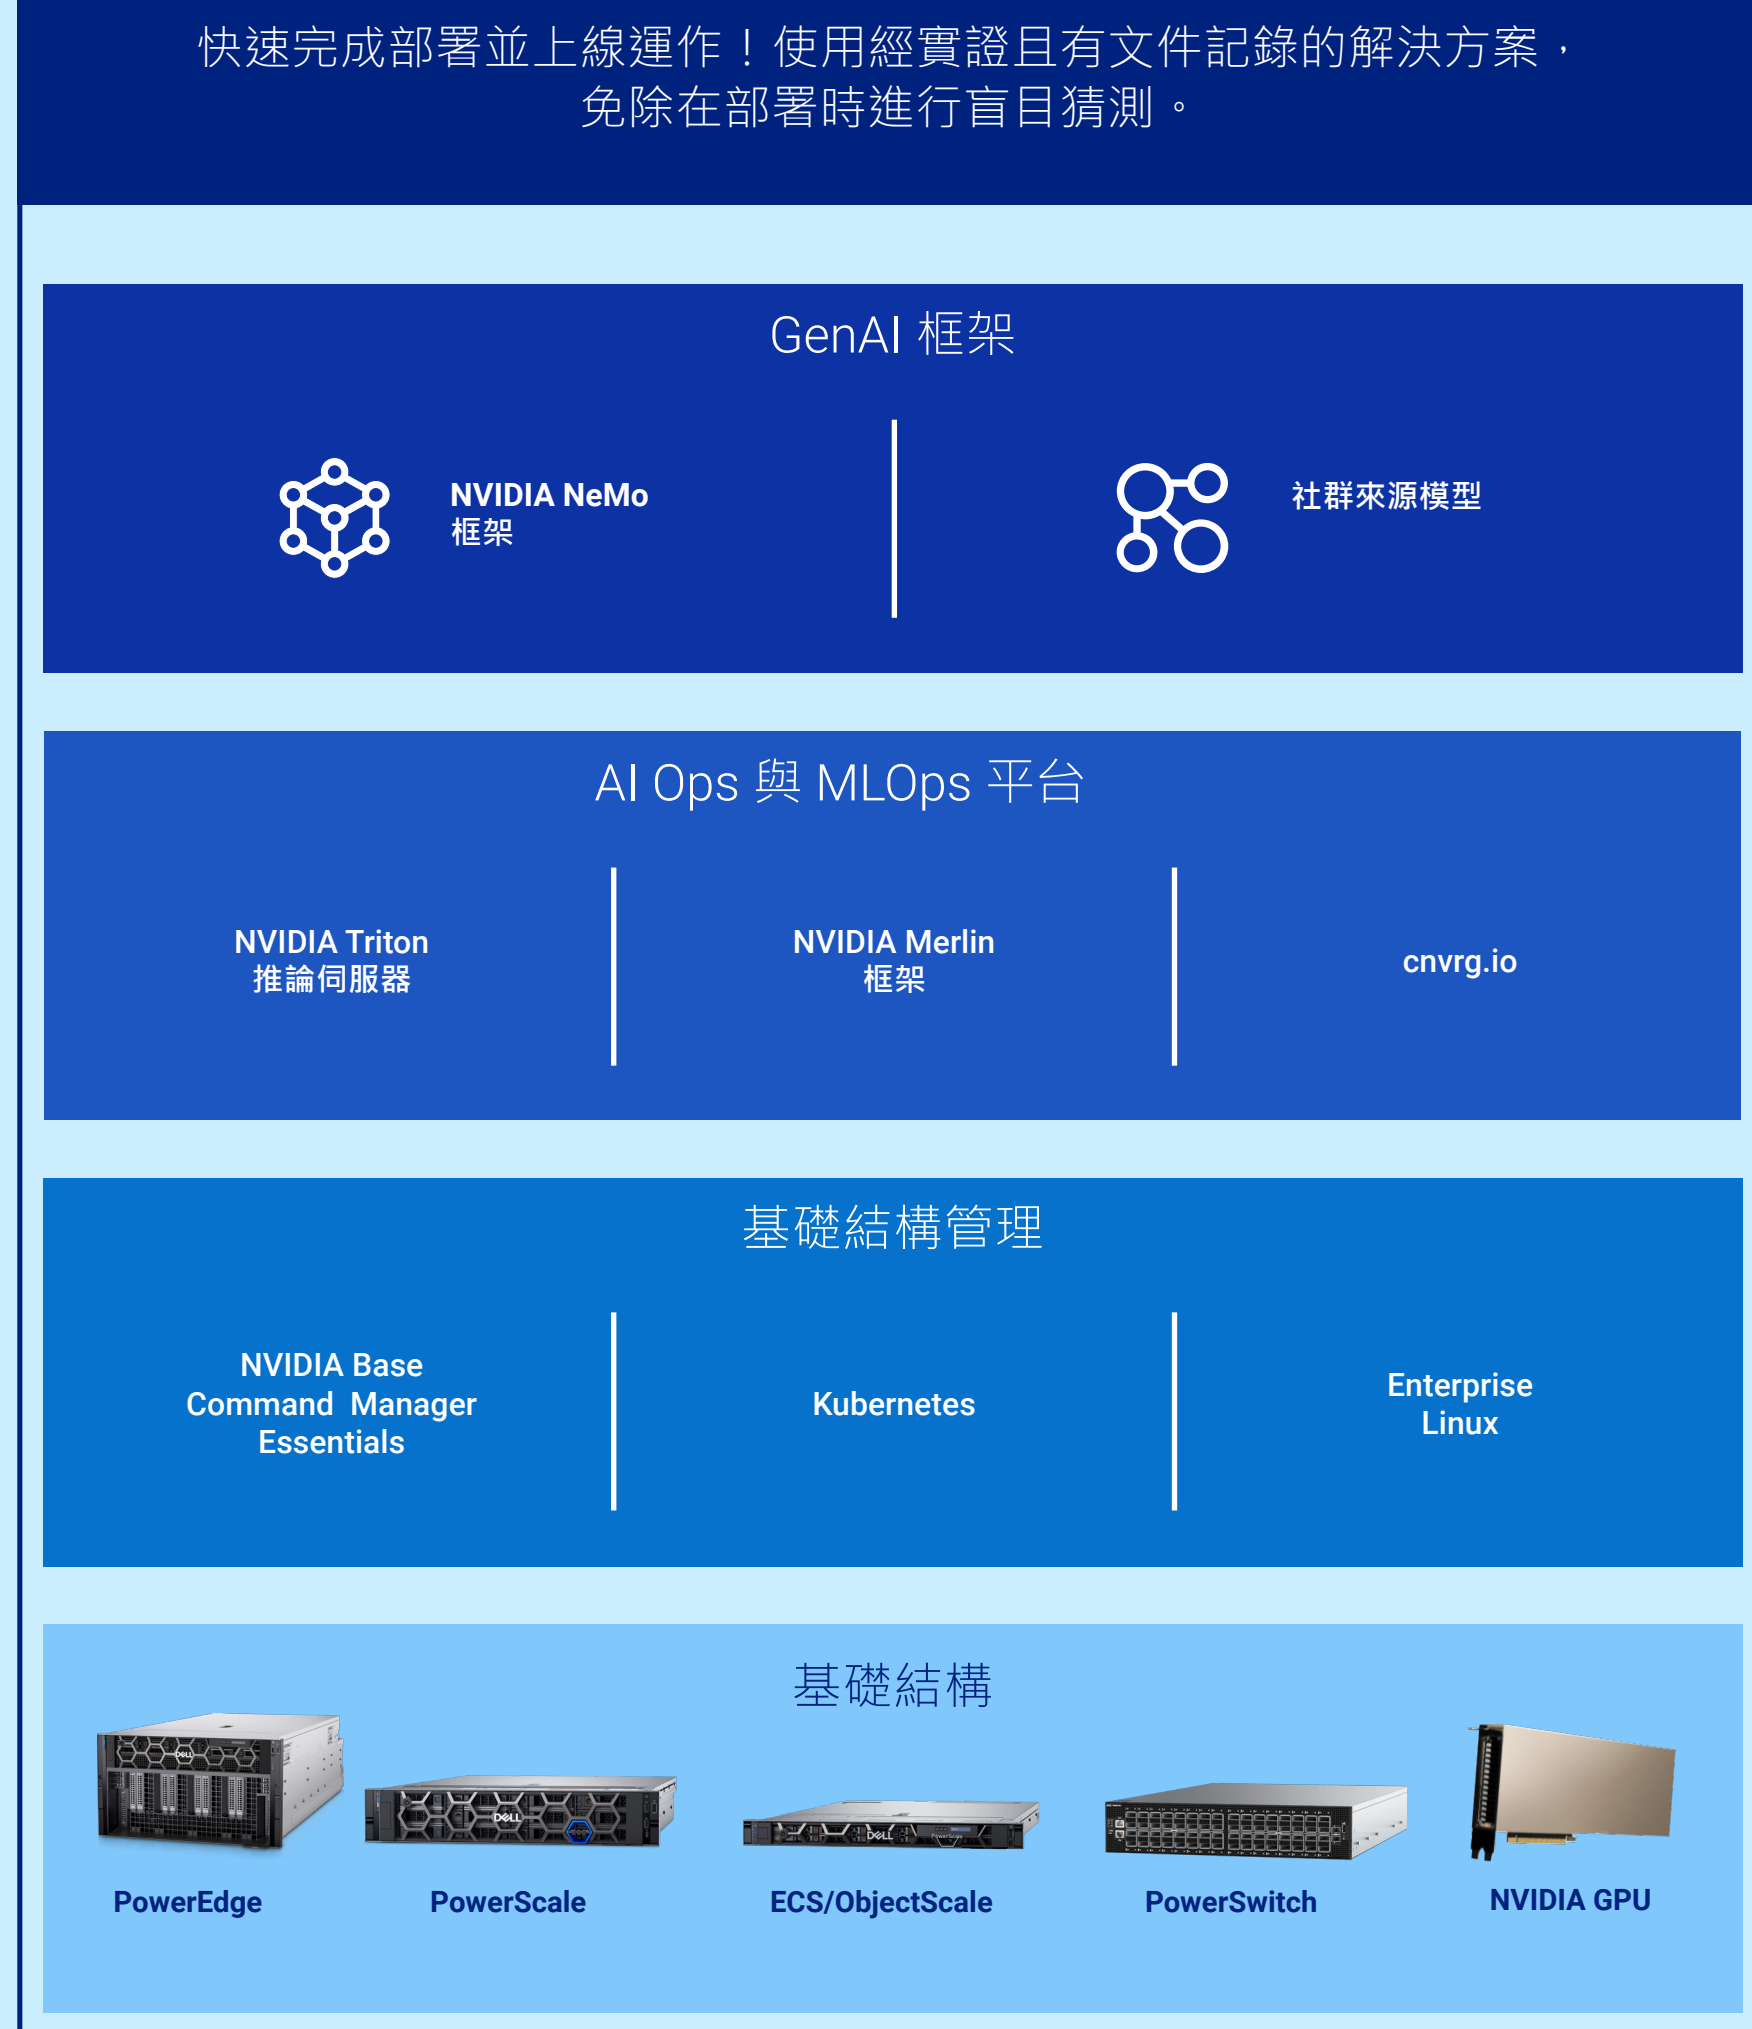 快速完成部署並上線運作！使用經實證且有文件記錄的解決方案，
免除在部署時進行盲目猜測。
GenAI 框架
NVIDIA NeMo
框架
社群來源模型
AI Ops 與 MLOps 平台
NVIDIA Triton
推論伺服器
NVIDIA Merlin
框架
cnvrg.io
基礎結構管理
NVIDIA Base
Command Manager
Essentials
Kubernetes
Enterprise
Linux
基礎結構
DELL
DELL
DELL
PowerScale
PowerEdge
PowerScale
ECS/ObjectScale
PowerSwitch
NVIDIA GPU